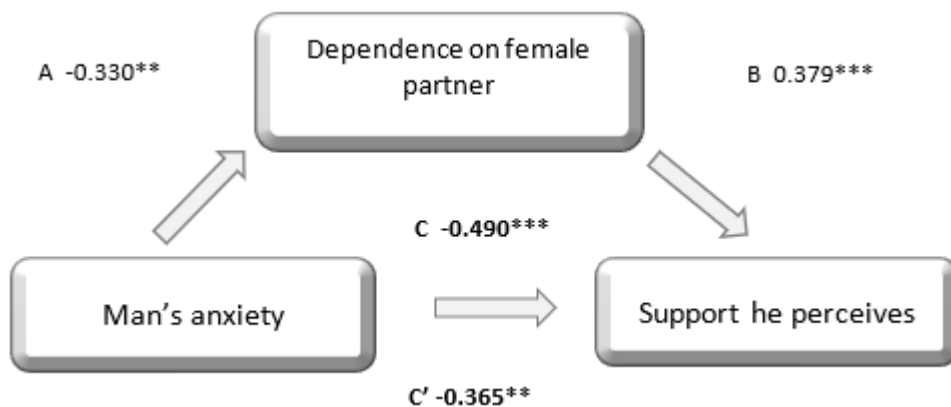 Dependence on female
partner
A -0.330**
B 0.379***
C -0.490***
Man's anxiety
Support he perceives
C' -0.365**